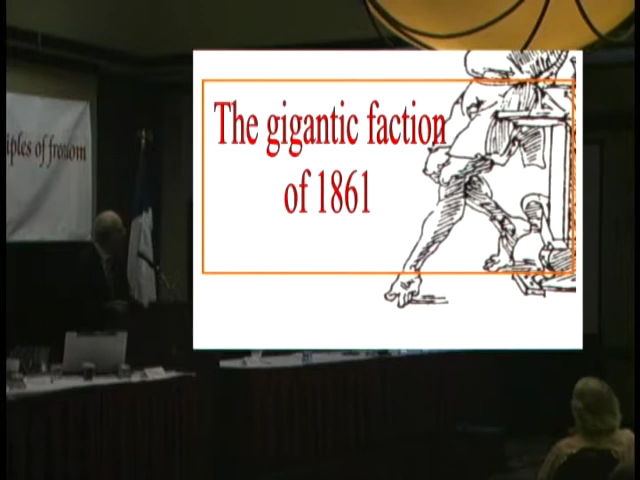 The gigantic faction
of 1861
iples of freedom